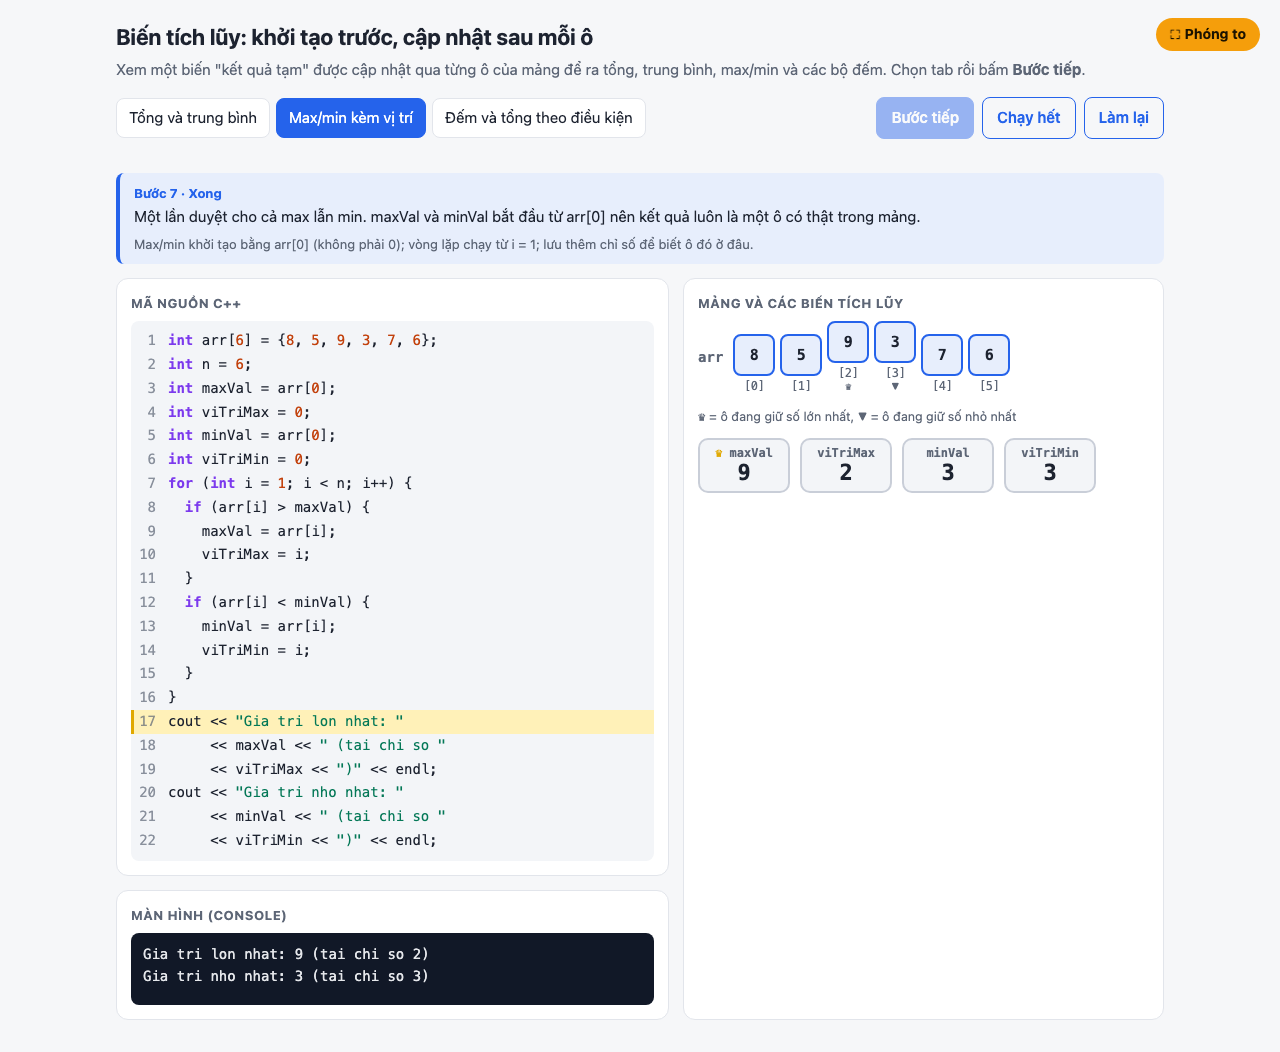 Biến tích lũy: khởi tạo trước, cập nhật sau mỗi ô
⛶ Phóng to
Xem một biến "kết quả tạm" được cập nhật qua từng ô của mảng để ra tổng, trung bình, max/min và các bộ đếm. Chọn tab rồi bấm Bước tiếp.
Tổng và trung bình
Max/min kèm vị trí
Đếm và tổng theo điều kiện
Bước tiếp
Chạy hết
Làm lại
Bước 7 · Xong
Một lần duyệt cho cả max lẫn min. maxVal và minVal bắt đầu từ arr[0] nên kết quả luôn là một ô có thật trong mảng.
Max/min khởi tạo bằng arr[0] (không phải 0); vòng lặp chạy từ i = 1; lưu thêm chỉ số để biết ô đó ở đâu.
MÃ NGUỒN C++
1 int arr[6] = {8, 5, 9, 3, 7, 6};
2 int n = 6;
3 int maxVal = arr[0];
4 int viTriMax = 0;
5 int minVal = arr[0];
6 int viTriMin = 0;
7 for (int i = 1; i < n; i++) {
8   if (arr[i] > maxVal) {
9     maxVal = arr[i];
10     viTriMax = i;
11   }
12   if (arr[i] < minVal) {
13     minVal = arr[i];
14     viTriMin = i;
15   }
16 }
17 cout << "Gia tri lon nhat: "
18      << maxVal << " (tai chi so "
19      << viTriMax << ")" << endl;
20 cout << "Gia tri nho nhat: "
21      << minVal << " (tai chi so "
22      << viTriMin << ")" << endl;
MÀN HÌNH (CONSOLE)
Gia tri lon nhat: 9 (tai chi so 2)
Gia tri nho nhat: 3 (tai chi so 3)
MẢNG VÀ CÁC BIẾN TÍCH LŨY
arr 8 5 9 3 7 6
[0] [1] [2] [3] [4] [5]
♛ ▼
♛ = ô đang giữ số lớn nhất, ▼ = ô đang giữ số nhỏ nhất
♛ maxVal viTriMax minVal viTriMin
9 2 3 3